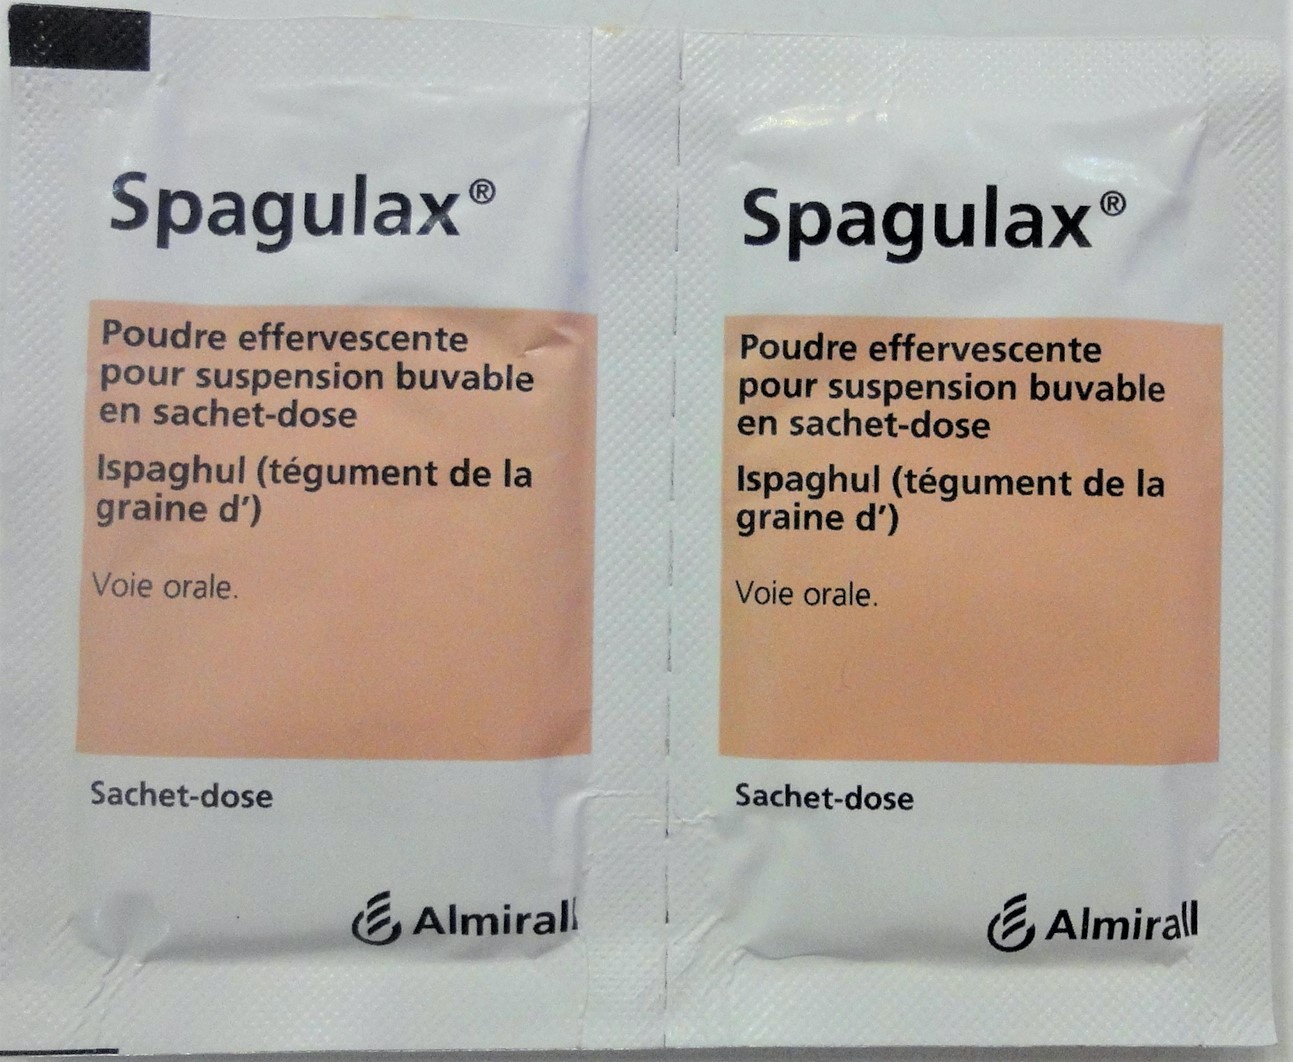 Spagulax®
Poudre effervescente
pour suspension buvable
en sachet-dose
Ispaghul (tégument de la
graine d’)
Voie orale.
Sachet-dose
Almirall
Spagulax®
Poudre effervescente
pour suspension buvable
en sachet-dose
Ispaghul (tégument de la
graine d’)
Voie orale.
Sachet-dose
Almirall